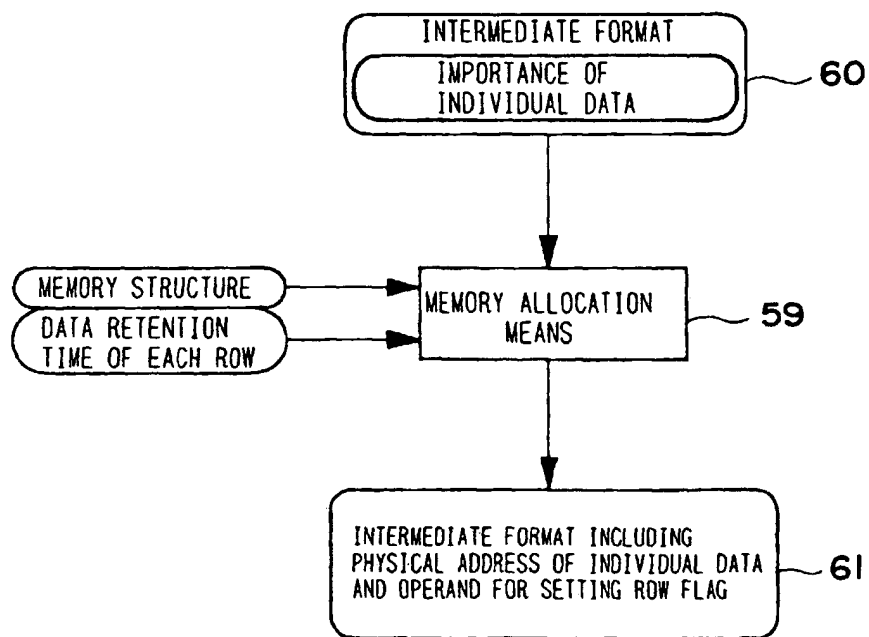 INTERMEDIATE FORMAT
IMPORTANCE OF
INDIVIDUAL DATA
60
MEMORY STRUCTURE
DATA RETENTION
TIME OF EACH ROW
MEMORY ALLOCATION
MEANS
59
INTERMEDIATE FORMAT INCLUDING
PHYSICAL ADDRESS OF INDIVIDUAL DATA
AND OPERAND FOR SETTING ROW FLAG
61